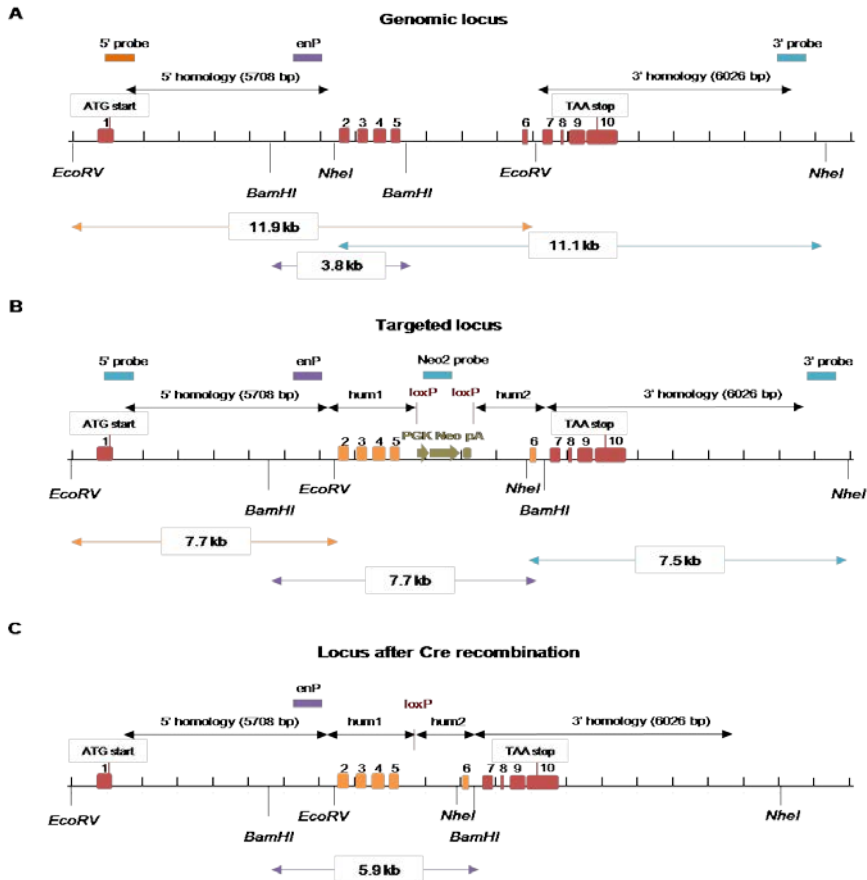 A
Genomic locus
5' probe
enP
3' probe
5' homology (5708 bp)
3' homology (6026 bp)
ATG start
TAA stop
1 2 3 4 5 6 7 8 9 10
EcoRV
NheI
EcoRV
BamHI
BamHI
NheI
11.9 kb
11.1 kb
3.8 kb
B
Targeted locus
5' probe
enP
Neo2 probe
3' probe
5' homology (5708 bp)
hum1
loxP
loxP
hum2
3' homology (6026 bp)
ATG start
TAA stop
PGK Neo pA
1 2 3 4 5 6 7 8 9 10
EcoRV
BamHI
EcoRV
NheI
BamHI
NheI
7.7 kb
7.7 kb
7.5 kb
C
Locus after Cre recombination
enP
loxP
5' homology (5708 bp)
hum1
hum2
3' homology (6026 bp)
ATG start
TAA stop
1 2 3 4 5 6 7 8 9 10
EcoRV
BamHI
EcoRV
NheI
BamHI
NheI
5.9 kb